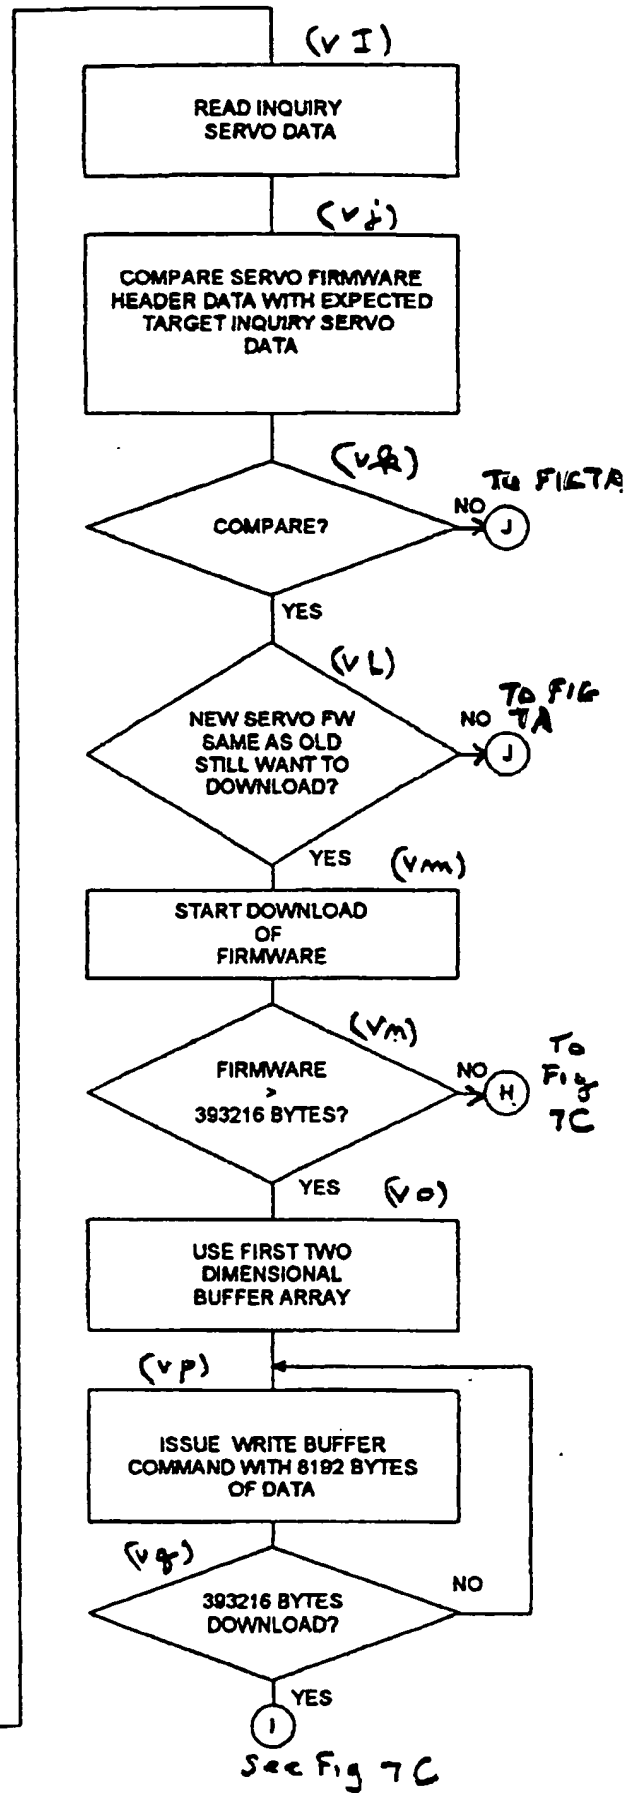 (v I)
READ INQUIRY
SERVO DATA
(v j)
COMPARE SERVO FIRMWARE
HEADER DATA WITH EXPECTED
TARGET INQUIRY SERVO
DATA
(v k)
TO FIG 7A
NO
J
COMPARE?
YES
(v L)
TO FIG
7A
NO
J
NEW SERVO FW
SAME AS OLD
STILL WANT TO
DOWNLOAD?
YES
(v m)
START DOWNLOAD
OF
FIRMWARE
(v n)
To
Fig
7C
NO
H
FIRMWARE
>
393216 BYTES?
YES
(v o)
USE FIRST TWO
DIMENSIONAL
BUFFER ARRAY
(v p)
ISSUE WRITE BUFFER
COMMAND WITH 8192 BYTES
OF DATA
(v q)
NO
393216 BYTES
DOWNLOAD?
YES
I
See Fig 7C